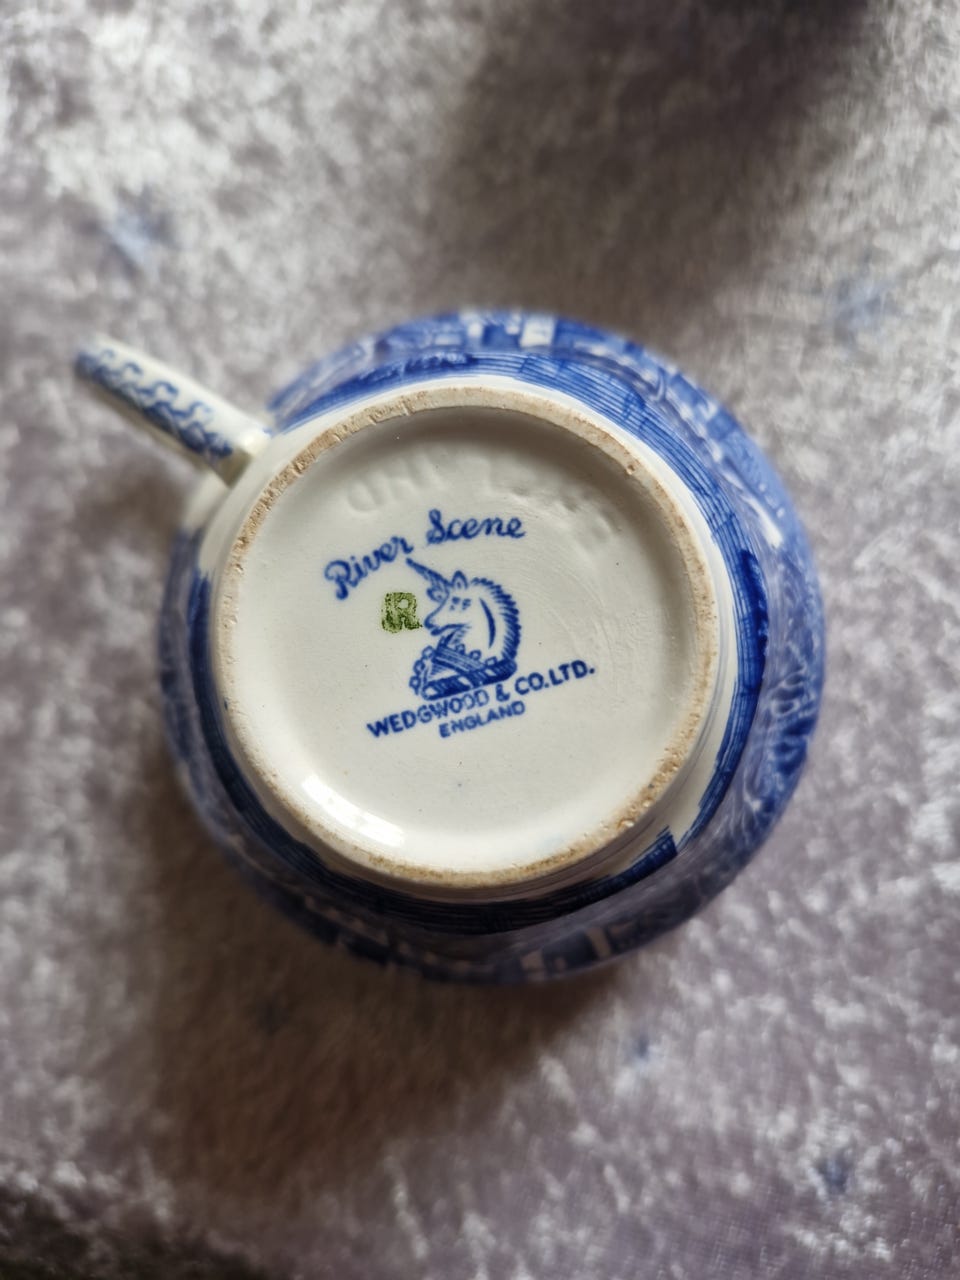 River Scene
R
WEDGWOOD & CO. LTD.
ENGLAND